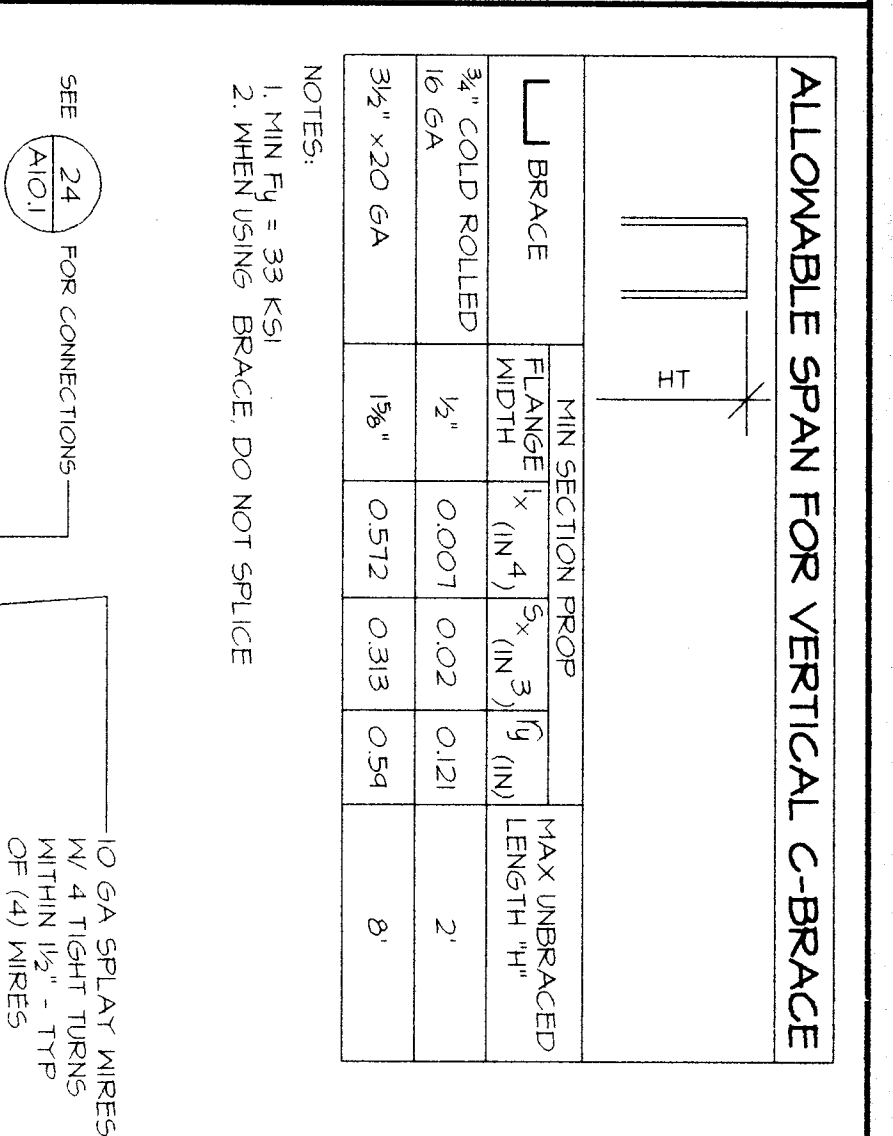 ALLOWABLE SPAN FOR VERTICAL C-BRACE
HT
BRACE
MIN SECTION PROP
MAX UNBRACED
LENGTH "H"
FLANGE
WIDTH
Ix
(IN4)
Sx
(IN3)
ry
(IN)
3/4" COLD ROLLED
16 GA
1/2"
0.007
0.02
0.121
2'
3 1/2" x20 GA
1 5/8"
0.572
0.313
0.59
8'
NOTES:
1. MIN Fy = 33 KSI
2. WHEN USING BRACE, DO NOT SPLICE
SEE 24 FOR CONNECTIONS
A10.1
10 GA SPLAY WIRES
W/ 4 TIGHT TURNS
WITHIN 1 1/2" - TYP
OF (4) WIRES